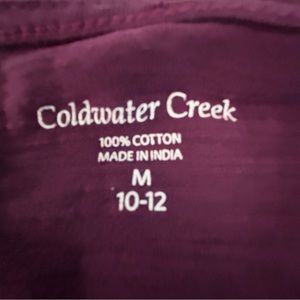 Coldwater Creek
100% COTTON
MADE IN INDIA
M
10-12